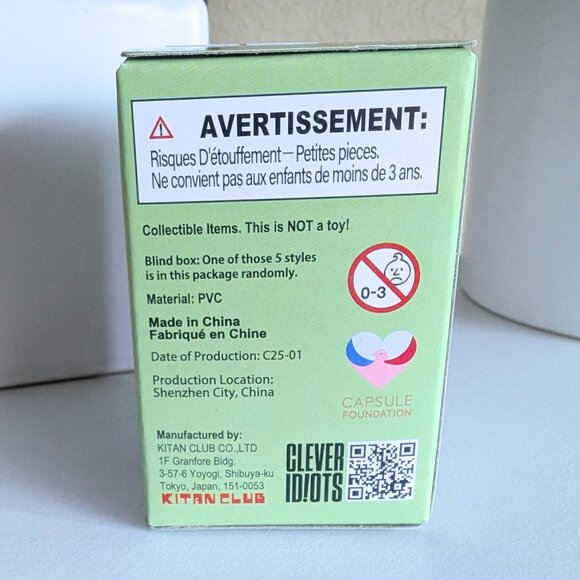 AVERTISSEMENT:
Risques D'étouffement—Petites pieces.
Ne convient pas aux enfants de moins de 3 ans.
Collectible Items. This is NOT a toy!
Blind box: One of those 5 styles
is in this package randomly.
Material: PVC
0-3
Made in China
Fabriqué en Chine
Date of Production: C25-01
Production Location:
Shenzhen City, China
CAPSULE
FOUNDATION
Manufactured by:
KITAN CLUB CO.,LTD
1F Granfore Bldg.
3-57-6 Yoyogi, Shibuya-ku
Tokyo, Japan, 151-0053
KITAN CLUB
CLEVER
ID!OTS